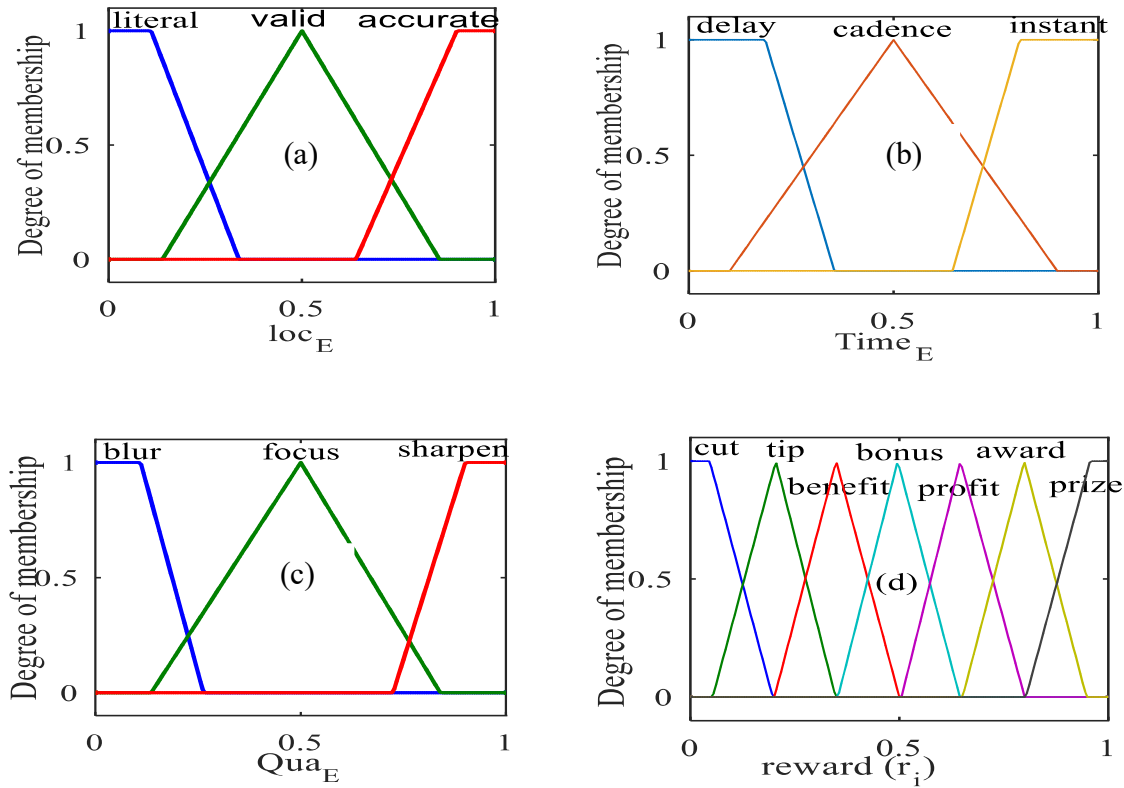 literal valid accurate
1
0.5
0
Degree of membership
(a)
0 0.5 1
loc_E
delay cadence instant
1
0.5
0
Degree of membership
(b)
0 0.5 1
Time_E
blur focus sharpen
1
0.5
0
Degree of membership
(c)
0 0.5 1
Qua_E
cut tip bonus award
benefit profit prize
1
0.5
0
Degree of membership
(d)
0 0.5 1
reward (r_i)